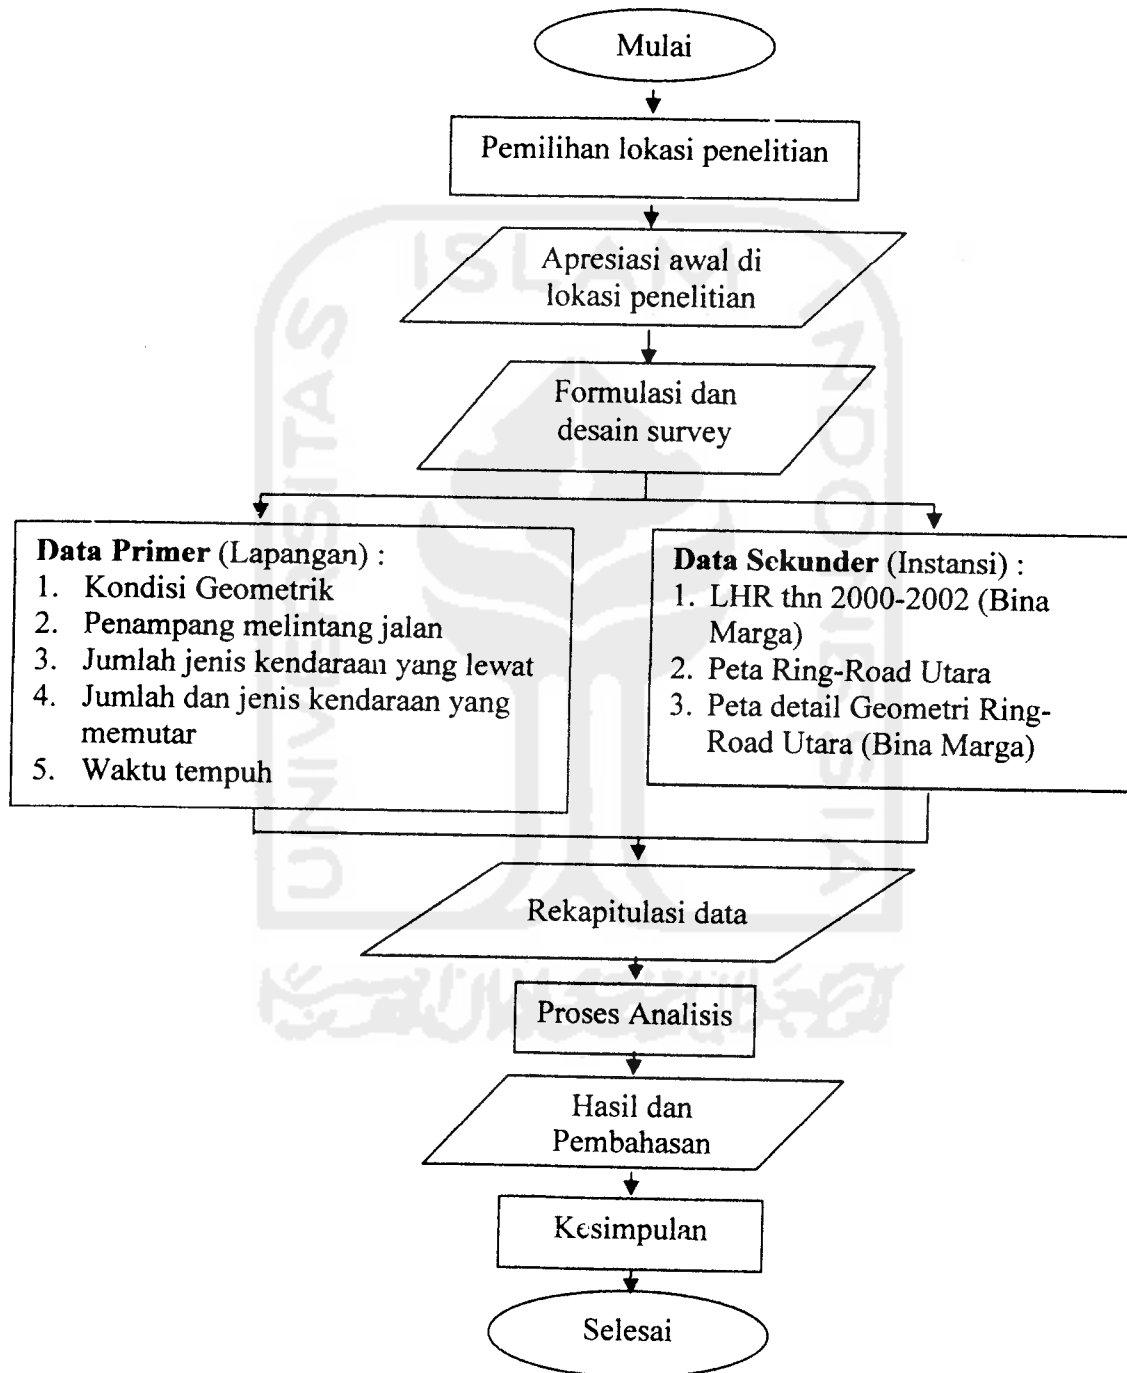 Mulai
Pemilihan lokasi penelitian
Apresiasi awal di
lokasi penelitian
Formulasi dan
desain survey
Data Primer (Lapangan) :
1. Kondisi Geometrik
2. Penampang melintang jalan
3. Jumlah jenis kendaraan yang lewat
4. Jumlah dan jenis kendaraan yang
memutar
5. Waktu tempuh
Data Sekunder (Instansi) :
1. LHR thn 2000-2002 (Bina
Marga)
2. Peta Ring-Road Utara
3. Peta detail Geometri Ring-
Road Utara (Bina Marga)
Rekapitulasi data
Proses Analisis
Hasil dan
Pembahasan
Kesimpulan
Selesai
UNIVERSITAS
ISLAM
INDONESIA